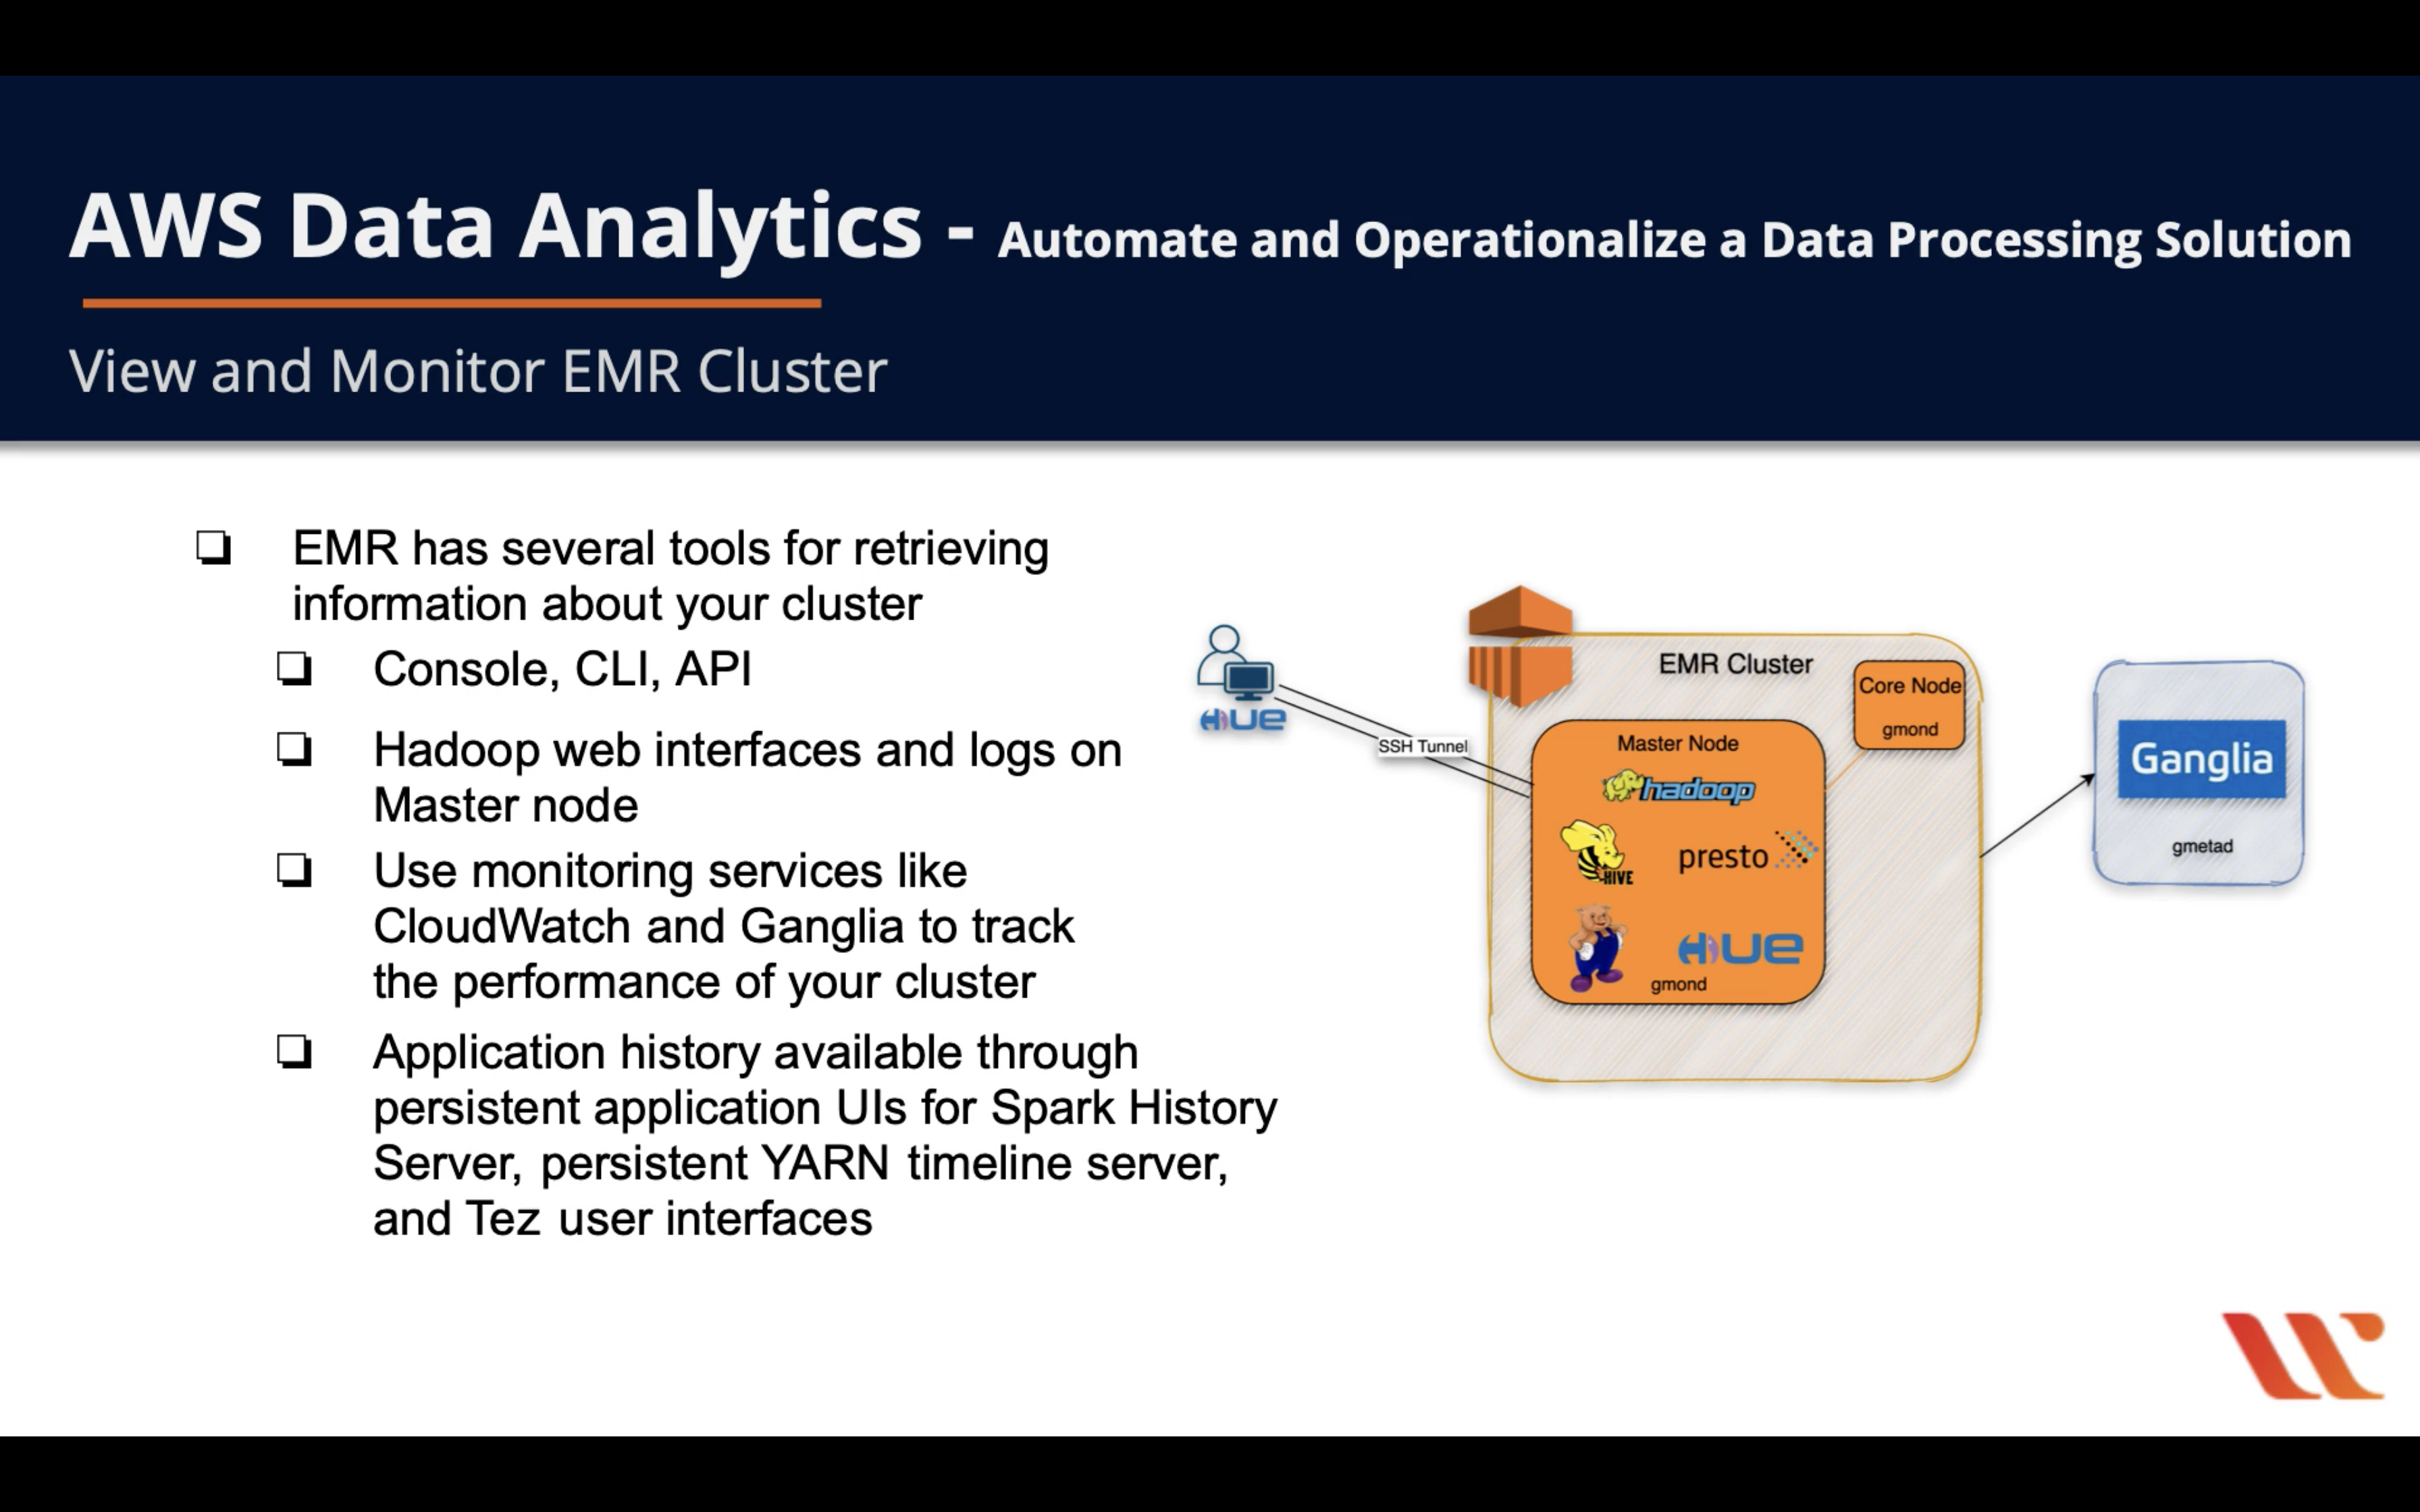 AWS Data Analytics - Automate and Operationalize a Data Processing Solution
View and Monitor EMR Cluster
EMR has several tools for retrieving
information about your cluster
Console, CLI, API
Hadoop web interfaces and logs on
Master node
Use monitoring services like
CloudWatch and Ganglia to track
the performance of your cluster
Application history available through
persistent application UIs for Spark History
Server, persistent YARN timeline server,
and Tez user interfaces
HUE
SSH Tunnel
EMR Cluster
Core Node
gmond
Master Node
hadoop
HIVE
presto
HUE
gmond
Ganglia
gmetad